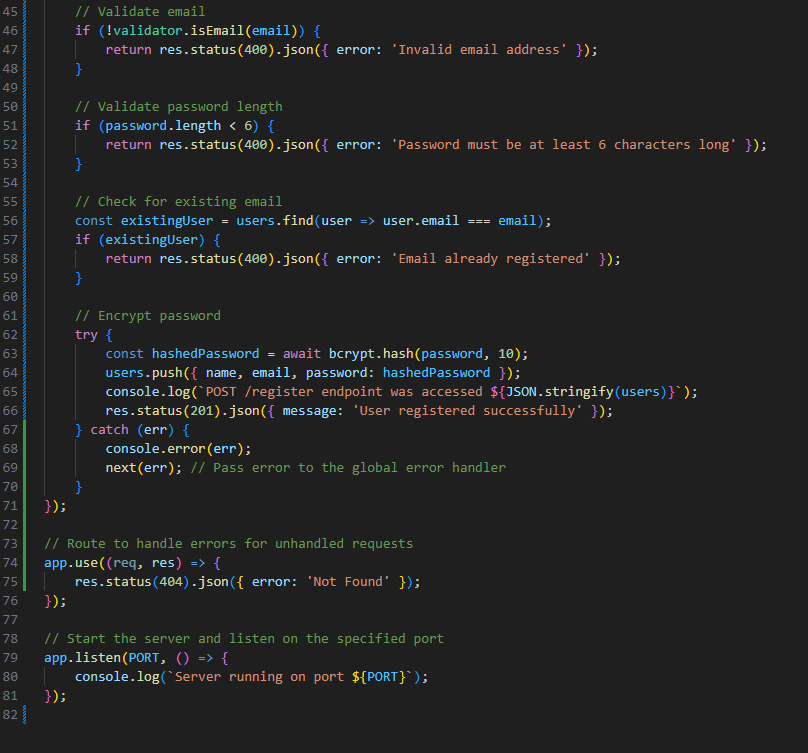 45 // Validate email
46 if (!validator.isEmail(email)) {
47 return res.status(400).json({ error: 'Invalid email address' });
48 }
49
50 // Validate password length
51 if (password.length < 6) {
52 return res.status(400).json({ error: 'Password must be at least 6 characters long' });
53 }
54
55 // Check for existing email
56 const existingUser = users.find(user => user.email === email);
57 if (existingUser) {
58 return res.status(400).json({ error: 'Email already registered' });
59 }
60
61 // Encrypt password
62 try {
63 const hashedPassword = await bcrypt.hash(password, 10);
64 users.push({ name, email, password: hashedPassword });
65 console.log(`POST /register endpoint was accessed ${JSON.stringify(users)}`);
66 res.status(201).json({ message: 'User registered successfully' });
67 } catch (err) {
68 console.error(err);
69 next(err); // Pass error to the global error handler
70 }
71 });
72
73 // Route to handle errors for unhandled requests
74 app.use((req, res) => {
75 res.status(404).json({ error: 'Not Found' });
76 });
77
78 // Start the server and listen on the specified port
79 app.listen(PORT, () => {
80 console.log(`Server running on port ${PORT}`);
81 });
82